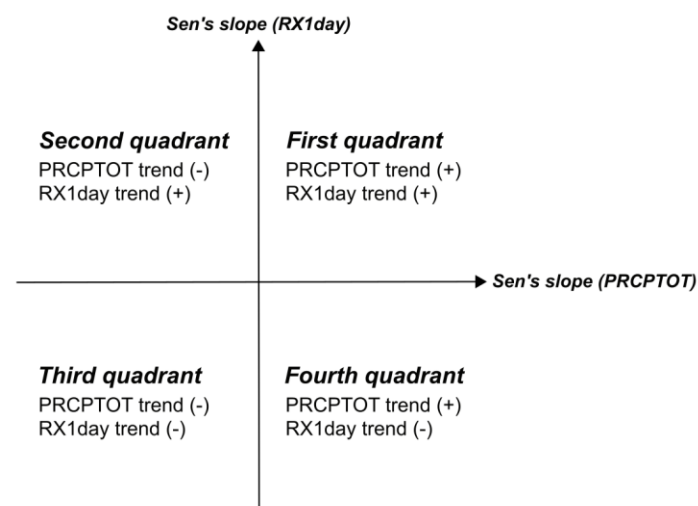 Sen's slope (RX1day)
Second quadrant
PRCPTOT trend (-)
RX1day trend (+)
First quadrant
PRCPTOT trend (+)
RX1day trend (+)
Sen's slope (PRCPTOT)
Third quadrant
PRCPTOT trend (-)
RX1day trend (-)
Fourth quadrant
PRCPTOT trend (+)
RX1day trend (-)